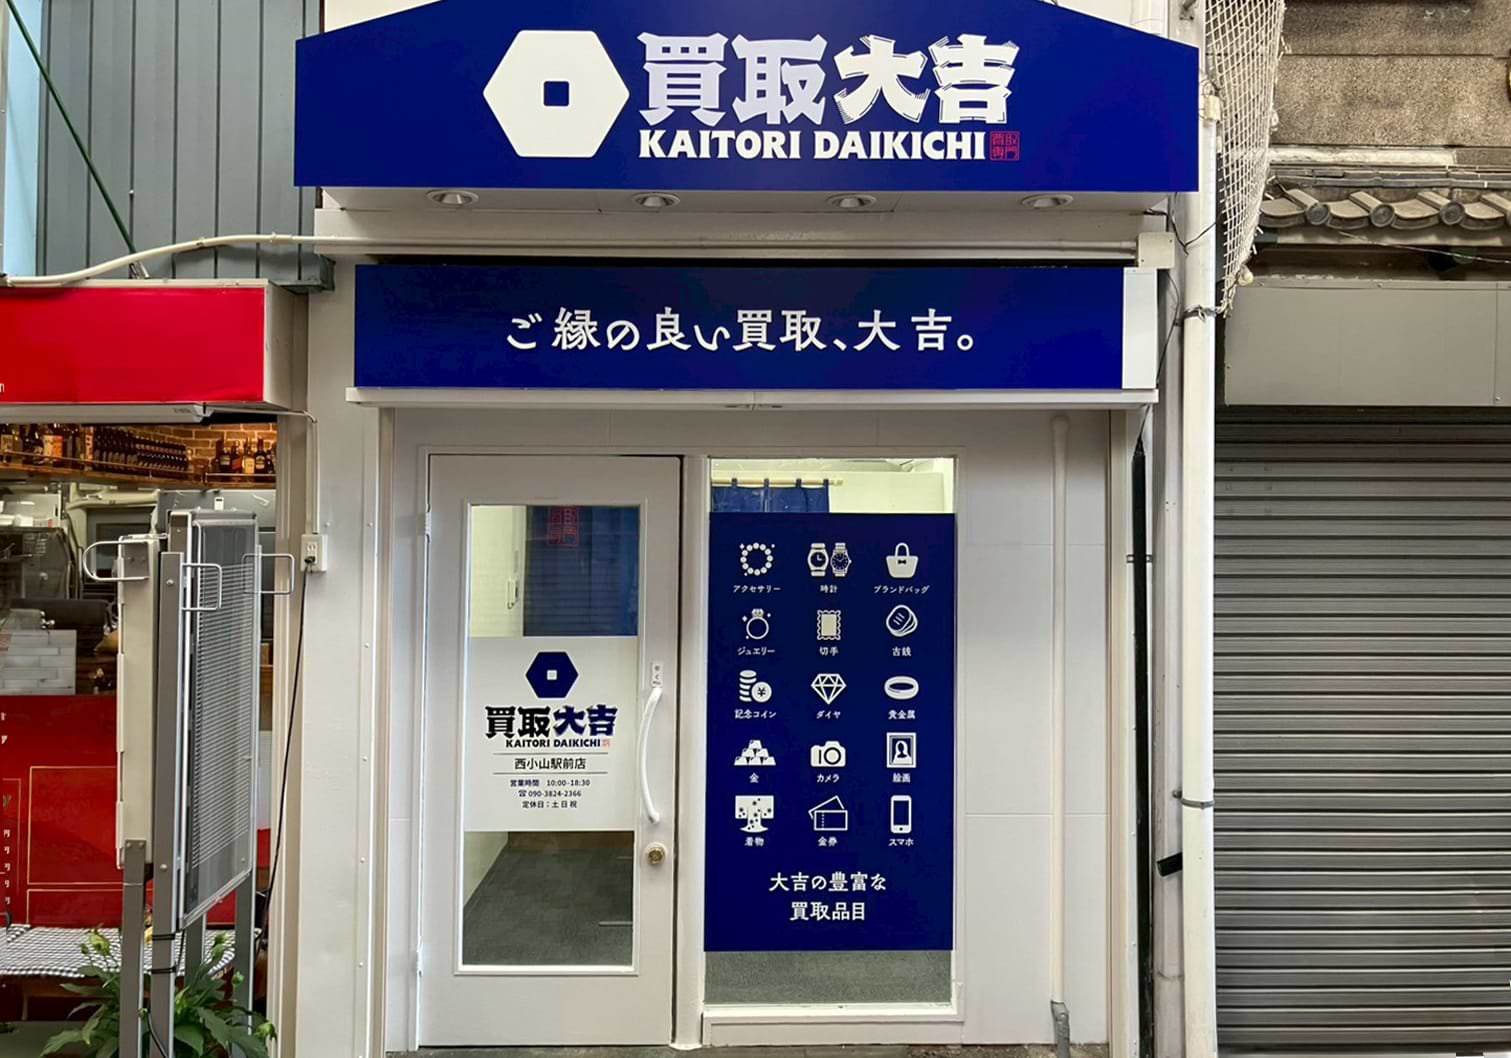 買取大吉
KAITORI DAIKICHI
買取専門
ご縁の良い買取、大吉。
アクセサリー
時計
ブランドバッグ
ジュエリー
切手
古銭
記念コイン
ダイヤ
貴金属
金
カメラ
絵画
着物
金券
スマホ
大吉の豊富な
買取品目
買取大吉
KAITORI DAIKICHI
西小山駅前店
営業時間 10:00-18:30
☎ 090-3824-2366
定休日：土日祝